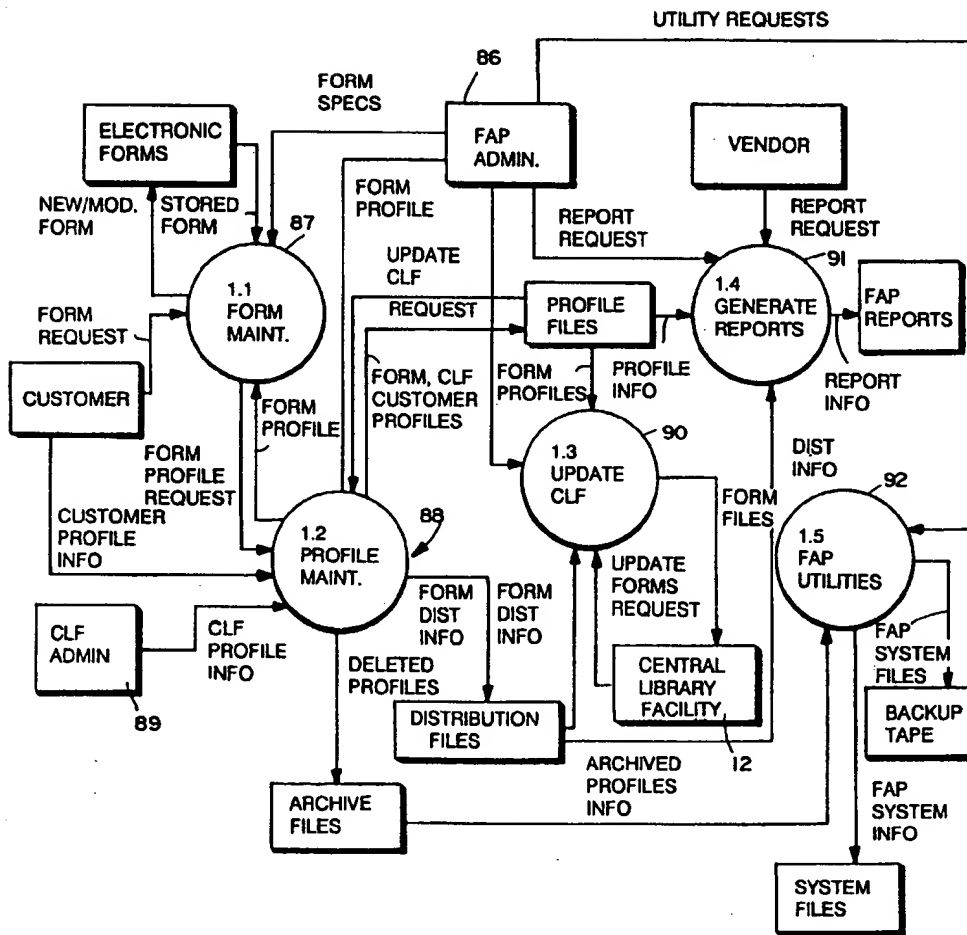 UTILITY REQUESTS
86
FORM
SPECS
ELECTRONIC
FORMS
FAP
ADMIN.
VENDOR
NEW/MOD.
FORM
STORED
FORM
87
FORM
PROFILE
REPORT
REQUEST
REPORT
REQUEST
91
1.1
FORM
MAINT.
UPDATE
CLF
REQUEST
PROFILE
FILES
1.4
GENERATE
REPORTS
FAP
REPORTS
FORM
REQUEST
CUSTOMER
FORM
PROFILE
FORM, CLF
CUSTOMER
PROFILES
FORM
PROFILES
PROFILE
INFO
REPORT
INFO
FORM
PROFILE
REQUEST
90
1.3
UPDATE
CLF
DIST
INFO
FORM
FILES
92
CUSTOMER
PROFILE
INFO
88
1.2
PROFILE
MAINT.
1.5
FAP
UTILITIES
UPDATE
FORMS
REQUEST
FORM
DIST
INFO
FORM
DIST
INFO
CLF
ADMIN
CLF
PROFILE
INFO
89
DELETED
PROFILES
DISTRIBUTION
FILES
CENTRAL
LIBRARY
FACILITY
12
FAP
SYSTEM
FILES
BACKUP
TAPE
ARCHIVE
FILES
ARCHIVED
PROFILES
INFO
FAP
SYSTEM
INFO
SYSTEM
FILES